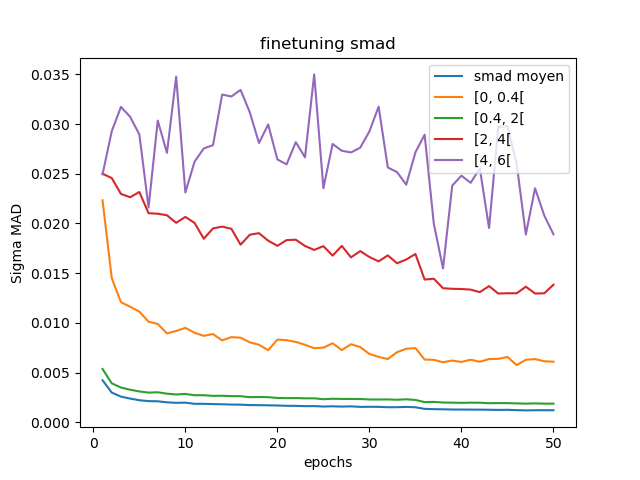 finetuning smad
smad moyen
[0, 0.4[
[0.4, 2[
[2, 4[
[4, 6[
Sigma MAD
0.035
0.030
0.025
0.020
0.015
0.010
0.005
0.000
0 10 20 30 40 50
epochs